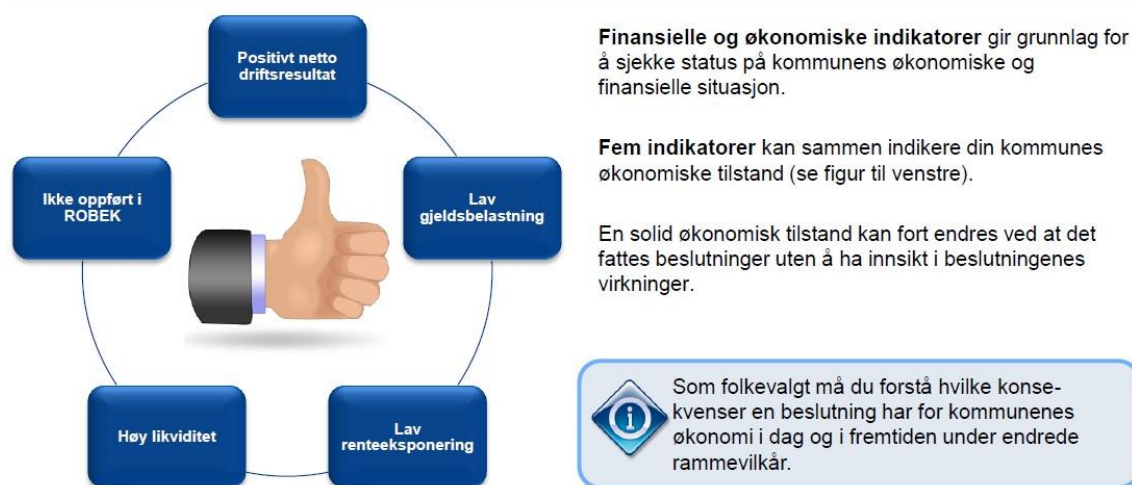 Positivt netto
driftsresultat
Ikke oppført i
ROBEK
Lav
gjeldsbelastning
Høy likviditet
Lav
renteeksponering
Finansielle og økonomiske indikatorer gir grunnlag for
å sjekke status på kommunens økonomiske og
finansielle situasjon.
Fem indikatorer kan sammen indikere din kommunes
økonomiske tilstand (se figur til venstre).
En solid økonomisk tilstand kan fort endres ved at det
fattes beslutninger uten å ha innsikt i beslutningenes
virkninger.
Som folkevalgt må du forstå hvilke konse-
kvenser en beslutning har for kommunenes
økonomi i dag og i fremtiden under endrede
rammevilkår.